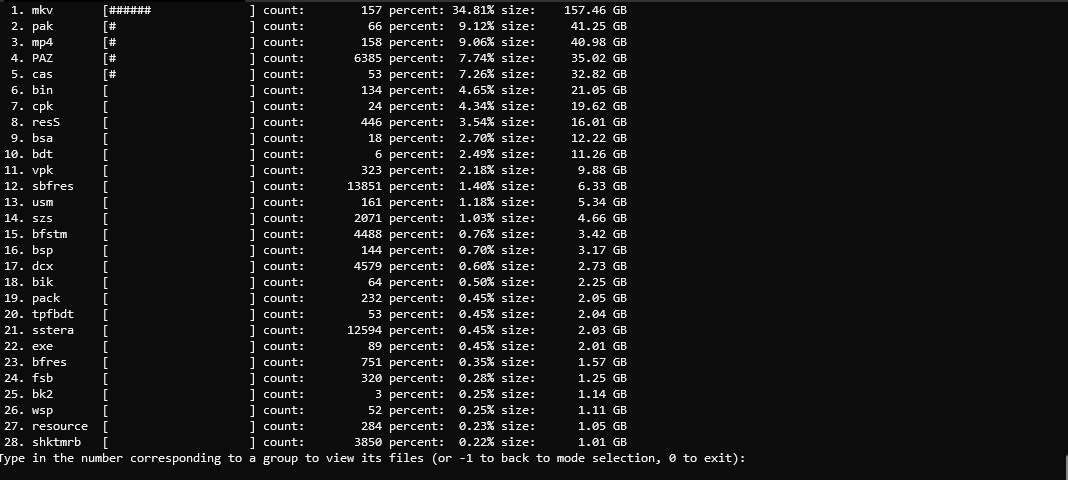 1. mkv [###### ] count: 157 percent: 34.81% size: 157.46 GB
2. pak [# ] count: 66 percent: 9.12% size: 41.25 GB
3. mp4 [# ] count: 158 percent: 9.06% size: 40.98 GB
4. PAZ [# ] count: 6385 percent: 7.74% size: 35.02 GB
5. cas [# ] count: 53 percent: 7.26% size: 32.82 GB
6. bin [ ] count: 134 percent: 4.65% size: 21.05 GB
7. cpk [ ] count: 24 percent: 4.34% size: 19.62 GB
8. resS [ ] count: 446 percent: 3.54% size: 16.01 GB
9. bsa [ ] count: 18 percent: 2.70% size: 12.22 GB
10. bdt [ ] count: 6 percent: 2.49% size: 11.26 GB
11. vpk [ ] count: 323 percent: 2.18% size: 9.88 GB
12. sbfres [ ] count: 13851 percent: 1.40% size: 6.33 GB
13. usm [ ] count: 161 percent: 1.18% size: 5.34 GB
14. szs [ ] count: 2071 percent: 1.03% size: 4.66 GB
15. bfstm [ ] count: 4488 percent: 0.76% size: 3.42 GB
16. bsp [ ] count: 144 percent: 0.70% size: 3.17 GB
17. dcx [ ] count: 4579 percent: 0.60% size: 2.73 GB
18. bik [ ] count: 64 percent: 0.50% size: 2.25 GB
19. pack [ ] count: 232 percent: 0.45% size: 2.05 GB
20. tpfbdt [ ] count: 53 percent: 0.45% size: 2.04 GB
21. sstera [ ] count: 12594 percent: 0.45% size: 2.03 GB
22. exe [ ] count: 89 percent: 0.45% size: 2.01 GB
23. bfres [ ] count: 751 percent: 0.35% size: 1.57 GB
24. fsb [ ] count: 320 percent: 0.28% size: 1.25 GB
25. bk2 [ ] count: 3 percent: 0.25% size: 1.14 GB
26. wsp [ ] count: 52 percent: 0.25% size: 1.11 GB
27. resource [ ] count: 284 percent: 0.23% size: 1.05 GB
28. shktmrb [ ] count: 3850 percent: 0.22% size: 1.01 GB
Type in the number corresponding to a group to view its files (or -1 to back to mode selection, 0 to exit):